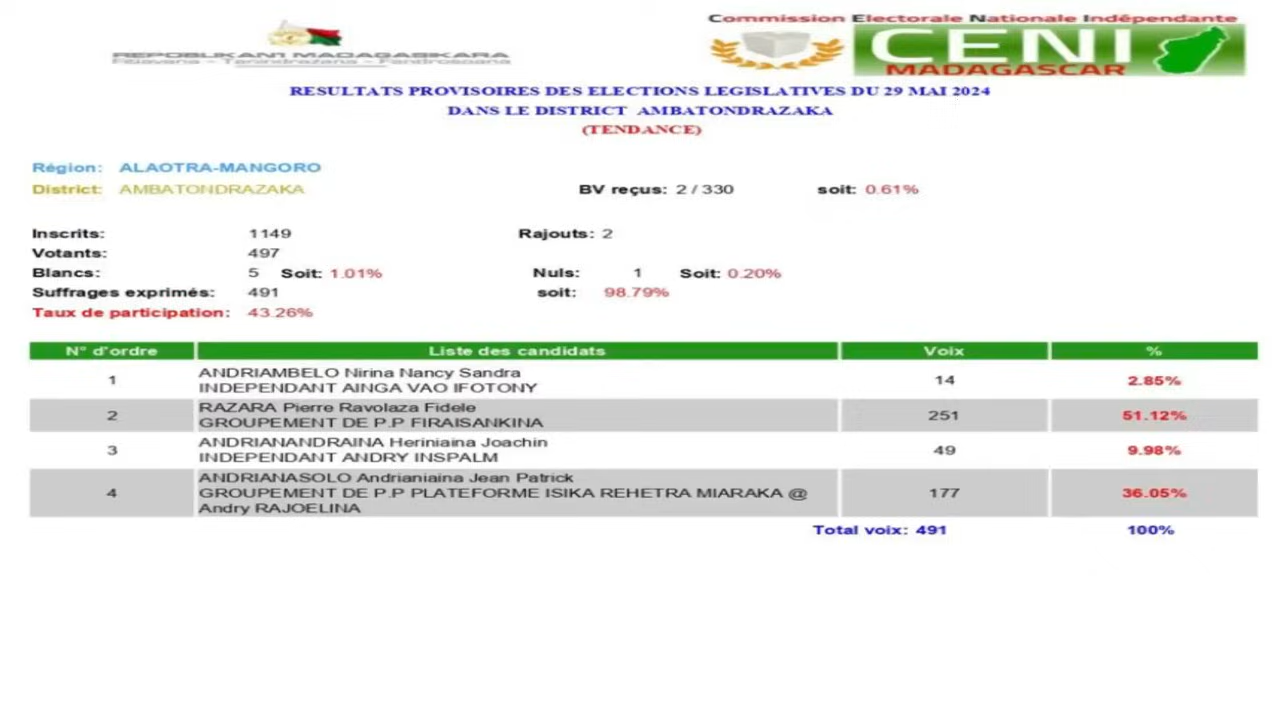 REPOBLIKAN'I MADAGASIKARA
Fitiavana - Tanindrazana - Fandrosoana
Commission Electorale Nationale Indépendante
CENI
MADAGASCAR
RESULTATS PROVISOIRES DES ELECTIONS LEGISLATIVES DU 29 MAI 2024
DANS LE DISTRICT AMBATONDRAZAKA
(TENDANCE)
Région: ALAOTRA-MANGORO
District: AMBATONDRAZAKA BV reçus: 2 / 330 soit: 0.61%
Inscrits: 1149 Rajouts: 2
Votants: 497
Blancs: 5 Soit: 1.01% Nuls: 1 Soit: 0.20%
Suffrages exprimés: 491 soit: 98.79%
Taux de participation: 43.26%
N° d'ordre Liste des candidats Voix %
1 ANDRIAMBELO Nirina Nancy Sandra 14 2.85%
INDEPENDANT AINGA VAO IFOTONY
2 RAZARA Pierre Ravolaza Fidele 251 51.12%
GROUPEMENT DE P.P FIRAISANKINA
3 ANDRIANANDRAINA Heriniaina Joachin 49 9.98%
INDEPENDANT ANDRY INSPALM
4 ANDRIANASOLO Andrianiaina Jean Patrick 177 36.05%
GROUPEMENT DE P.P PLATEFORME ISIKA REHETRA MIARAKA @
Andry RAJOELINA
Total voix: 491 100%